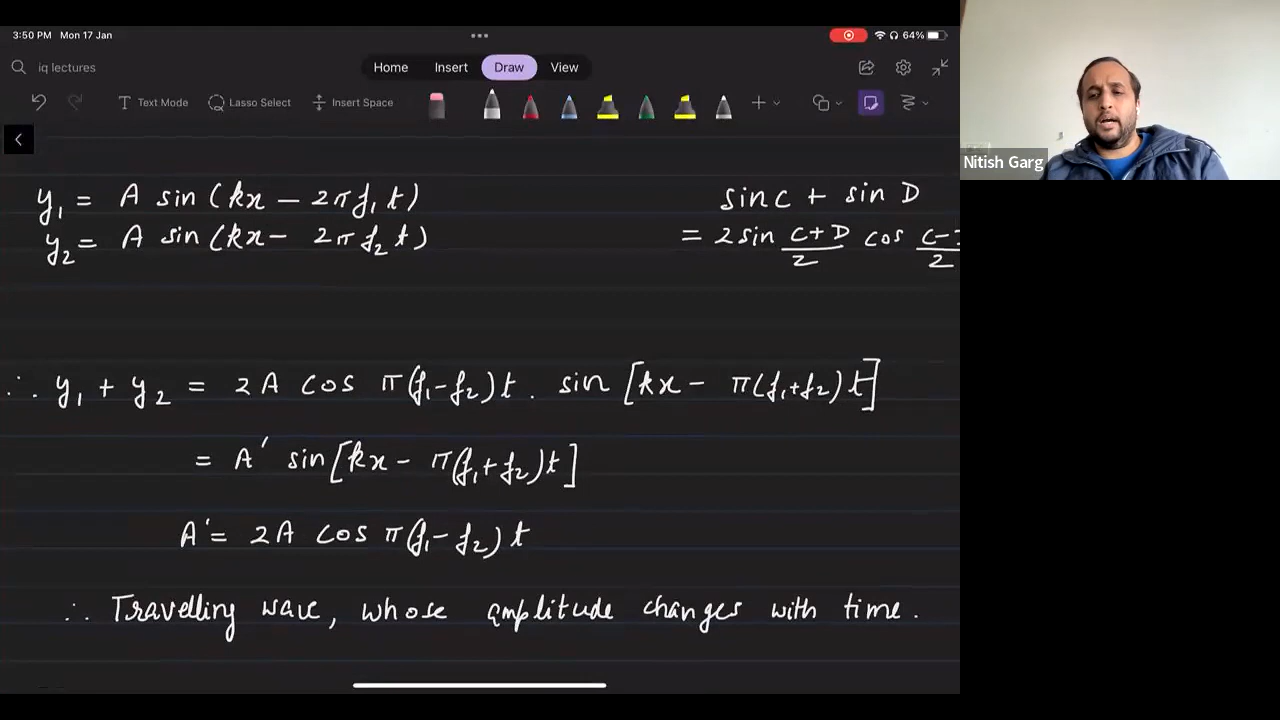 3:50 PM Mon 17 Jan
64%
iq lectures
Home Insert Draw View
Text Mode Lasso Select Insert Space
Nitish Garg
y₁ = A sin(kx − 2πf₁t)
y₂ = A sin(kx − 2πf₂t)
sin C + sin D
= 2 sin (C+D)/2 cos (C−)/2
∴ y₁ + y₂ = 2A cos π(f₁−f₂)t . sin [kx − π(f₁+f₂)t]
= A' sin[kx − π(f₁+f₂)t]
A' = 2A cos π(f₁−f₂)t
∴ Travelling wave, whose amplitude changes with time.